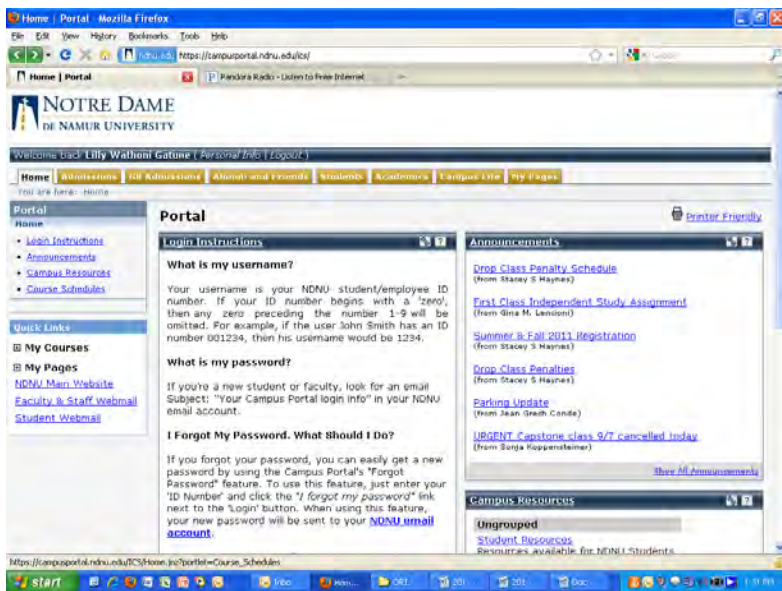 Home | Portal - Mozilla Firefox
File Edit View History Bookmarks Tools Help
ndnu.edu https://campusportal.ndnu.edu/ics/
Home | Portal
Pandora Radio - Listen to Free Internet
NOTRE DAME
DE NAMUR UNIVERSITY
Welcome back Lilly Wathoni Gatune ( Personal Info | Logout )
Home Admissions Alumni and Friends Students Academics Campus Life My Pages
You are here: Home
Portal
Home
Login Instructions
Announcements
Campus Resources
Course Schedules
Quick Links
My Courses
My Pages
NDNU Main Website
Faculty & Staff Webmail
Student Webmail
Portal
Printer Friendly
Login Instructions
What is my username?
Your username is your NDNU student/employee ID
number. If your ID number begins with a 'zero',
then any zero preceding the number 1-9 will be
omitted. For example, if the user John Smith has an ID
number 001234, then his username would be 1234.
What is my password?
If you're a new student or faculty, look for an email
Subject: "Your Campus Portal login info" in your NDNU
email account.
I Forgot My Password. What Should I Do?
If you forgot your password, you can easily get a new
password by using the Campus Portal's "Forgot
Password" feature. To use this feature, just enter your
'ID Number' and click the "I forgot my password" link
next to the 'Login' button. When using this feature,
your new password will be sent to your NDNU email
account.
Announcements
Drop Class Penalty Schedule
(from Stacey S Haynes)
First Class Independent Study Assignment
(from Gina M. Lencioni)
Summer & Fall 2011 Registration
(from Stacey S Haynes)
Drop Class Penalties
(from Stacey S Haynes)
Parking Update
(from Jean Grech Conde)
URGENT Capstone class 9/7 cancelled today
(from Sonja Koppensteiner)
Show All Announcements
Campus Resources
Ungrouped
Student Resources
Resources available for NDNU Students
https://campusportal.ndnu.edu/ICS/Home.jnz?portlet=Course_Schedules
start